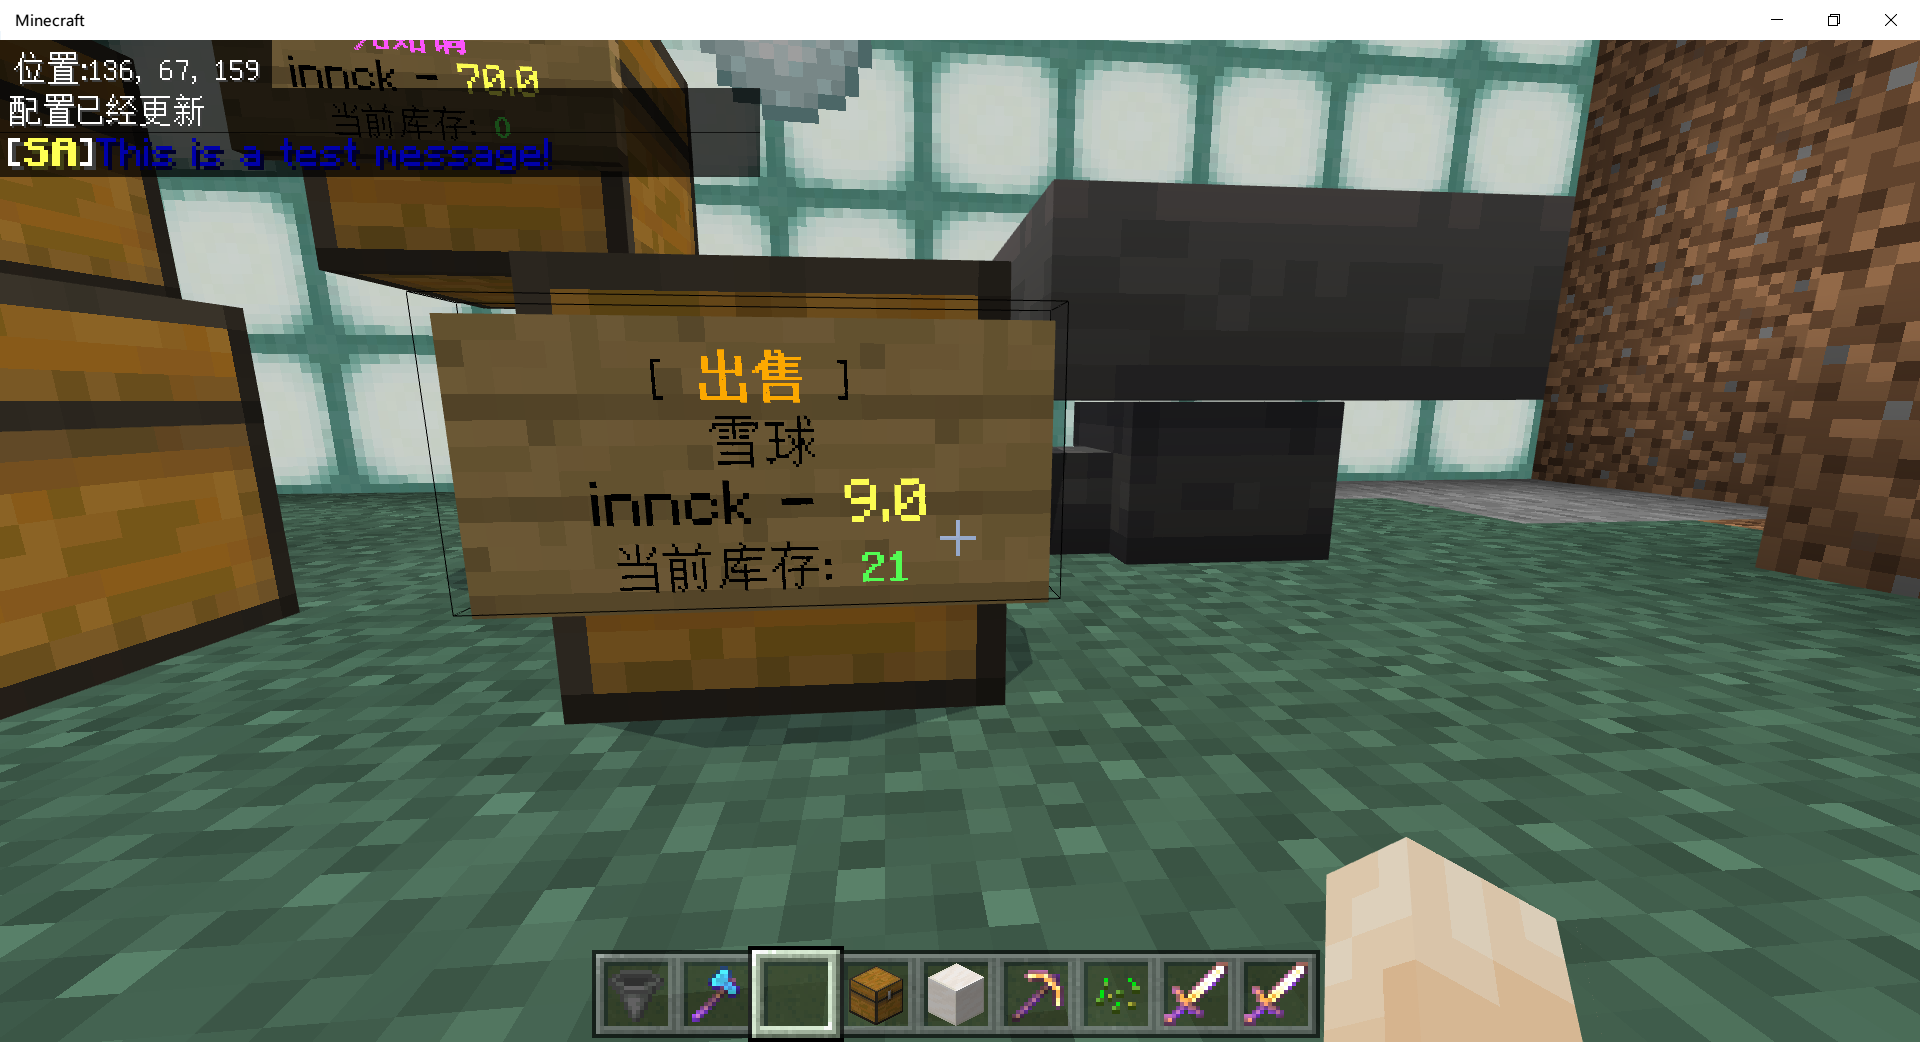 Minecraft
位置:136, 67, 159
innck - 70.0
配置已经更新
当前库存: 0
[SA]This is a test message!
[ 出售 ]
雪球
innck - 9.0
当前库存: 21